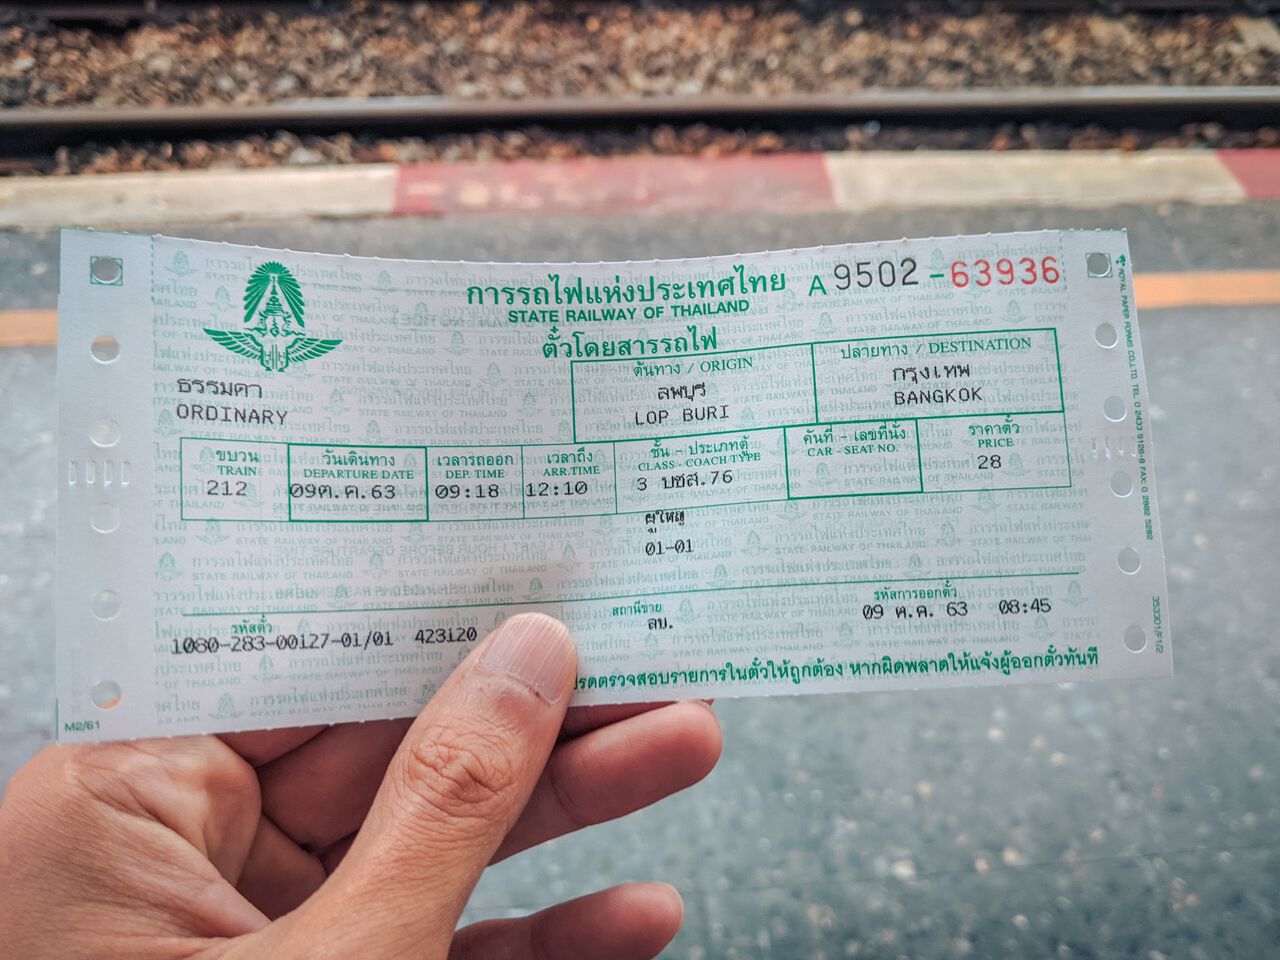 การรถไฟแห่งประเทศไทย A 9502-63936
STATE RAILWAY OF THAILAND
ตั๋วโดยสารรถไฟ
ธรรมดา
ORDINARY
ต้นทาง / ORIGIN
ลพบุรี
LOP BURI
ปลายทาง / DESTINATION
กรุงเทพ
BANGKOK
ขบวน
TRAIN
212
วันเดินทาง
DEPARTURE DATE
09ต.ค.63
เวลารถออก
DEP. TIME
09:18
เวลาถึง
ARR.TIME
12:10
ชั้น - ประเภทตู้
CLASS - COACH TYPE
3 บชส.76
คันที่ - เลขที่นั่ง
CAR - SEAT NO.
ราคาตั๋ว
PRICE
28
ผู้ใหญ่
01-01
รหัสตั๋ว
1080-283-00127-01/01 423120
สถานีขาย
ลบ.
รหัสการออกตั๋ว
09 ต.ค. 63 08:45
รดตรวจสอบรายการในตั๋วให้ถูกต้อง หากผิดพลาดให้แจ้งผู้ออกตั๋วทันที
M2/61
353301/F1/2